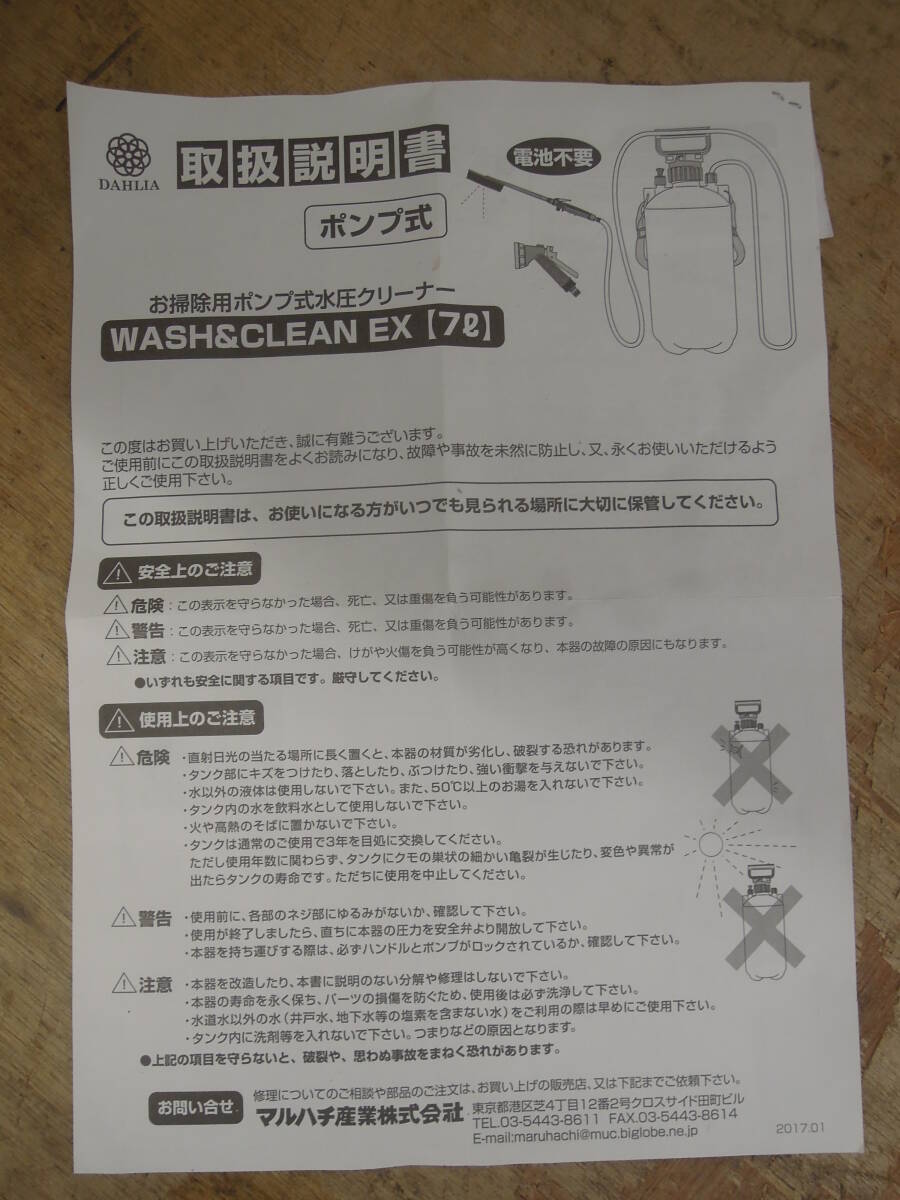 DAHLIA
取扱説明書
電池不要
ポンプ式
お掃除用ポンプ式水圧クリーナー
WASH&CLEAN EX【7ℓ】
この度はお買い上げいただき、誠に有難うございます。
ご使用前にこの取扱説明書をよくお読みになり、故障や事故を未然に防止し、又、永くお使いいただけるよう
正しくご使用下さい。
この取扱説明書は、お使いになる方がいつでも見られる場所に大切に保管してください。
安全上のご注意
危険：この表示を守らなかった場合、死亡、又は重傷を負う可能性があります。
警告：この表示を守らなかった場合、死亡、又は重傷を負う可能性があります。
注意：この表示を守らなかった場合、けがや火傷を負う可能性が高くなり、本器の故障の原因にもなります。
●いずれも安全に関する項目です。厳守してください。
使用上のご注意
危険 ・直射日光の当たる場所に長く置くと、本器の材質が劣化し、破裂する恐れがあります。
・タンク部にキズをつけたり、落としたり、ぶつけたり、強い衝撃を与えないで下さい。
・水以外の液体は使用しないで下さい。また、50℃以上のお湯を入れないで下さい。
・タンク内の水を飲料水として使用しないで下さい。
・火や高熱のそばに置かないで下さい。
・タンクは通常のご使用で3年を目処に交換してください。
ただし使用年数に関わらず、タンクにクモの巣状の細かい亀裂が生じたり、変色や異常が
出たらタンクの寿命です。ただちに使用を中止してください。
警告 ・使用前に、各部のネジ部にゆるみがないか、確認して下さい。
・使用が終了しましたら、直ちに本器の圧力を安全弁より開放して下さい。
・本器を持ち運びする際は、必ずハンドルとポンプがロックされているか、確認して下さい。
注意 ・本器を改造したり、本書に説明のない分解や修理はしないで下さい。
・本器の寿命を永く保ち、パーツの損傷を防ぐため、使用後は必ず洗浄して下さい。
・水道水以外の水（井戸水、地下水等の塩素を含まない水）をご利用の際は早めにご使用下さい。
・タンク内に洗剤等を入れないで下さい。つまりなどの原因となります。
●上記の項目を守らないと、破裂や、思わぬ事故をまねく恐れがあります。
お問い合せ
修理についてのご相談や部品のご注文は、お買い上げの販売店、又は下記までご依頼下さい。
マルハチ産業株式会社
東京都港区芝4丁目12番2号クロスサイド田町ビル
TEL.03-5443-8611 FAX.03-5443-8614
E-mail:maruhachi@muc.biglobe.ne.jp
2017.01